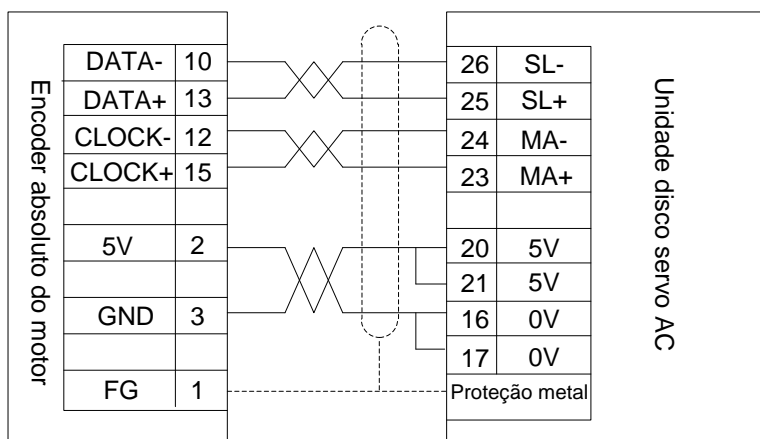 Encoder absoluto do motor
DATA- 10
DATA+ 13
CLOCK- 12
CLOCK+ 15
5V 2
GND 3
FG 1
26 SL-
25 SL+
24 MA-
23 MA+
20 5V
21 5V
16 0V
17 0V
Proteção metal
Unidade disco servo AC